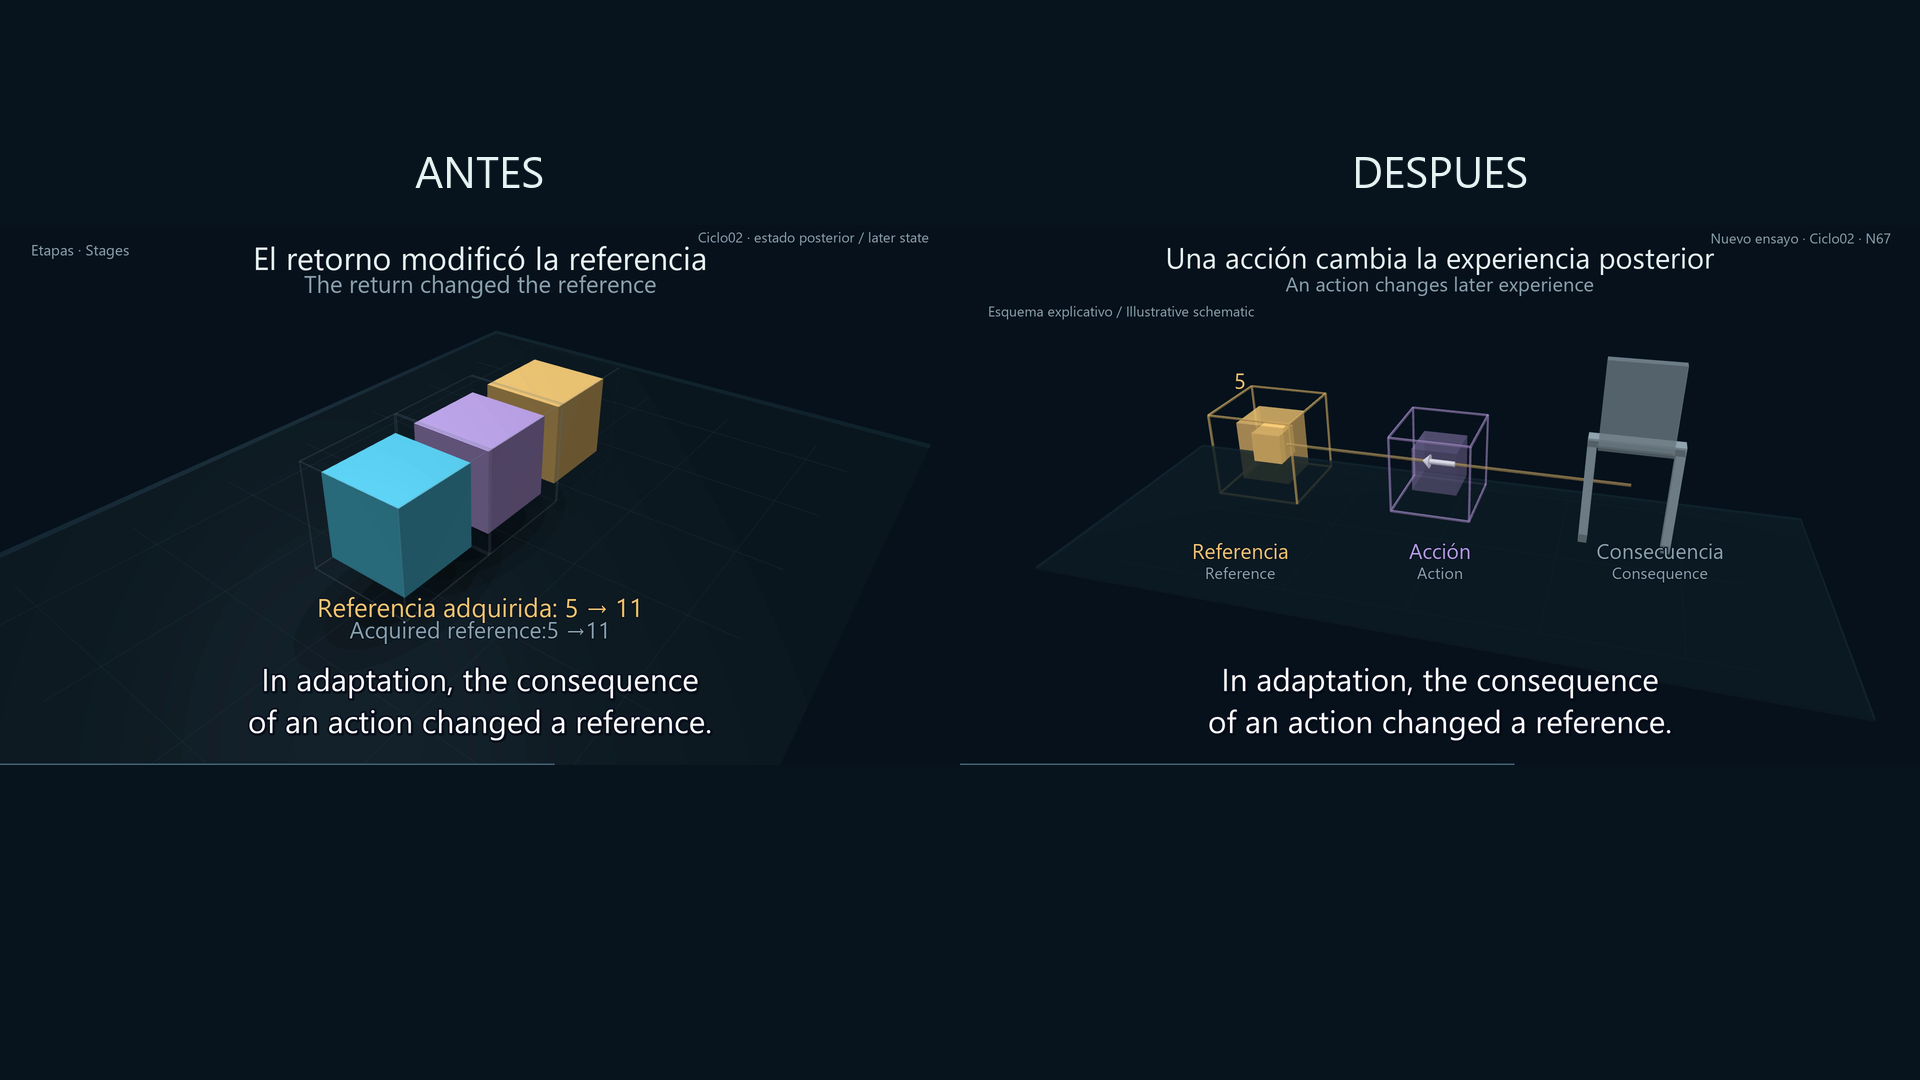 ANTES
Etapas · Stages
Ciclo02 · estado posterior / later state
El retorno modificó la referencia
The return changed the reference
Referencia adquirida: 5 → 11
Acquired reference:5 →11
In adaptation, the consequence
of an action changed a reference.
DESPUES
Nuevo ensayo · Ciclo02 · N67
Una acción cambia la experiencia posterior
An action changes later experience
Esquema explicativo / Illustrative schematic
5
Referencia
Reference
Acción
Action
Consecuencia
Consequence
In adaptation, the consequence
of an action changed a reference.